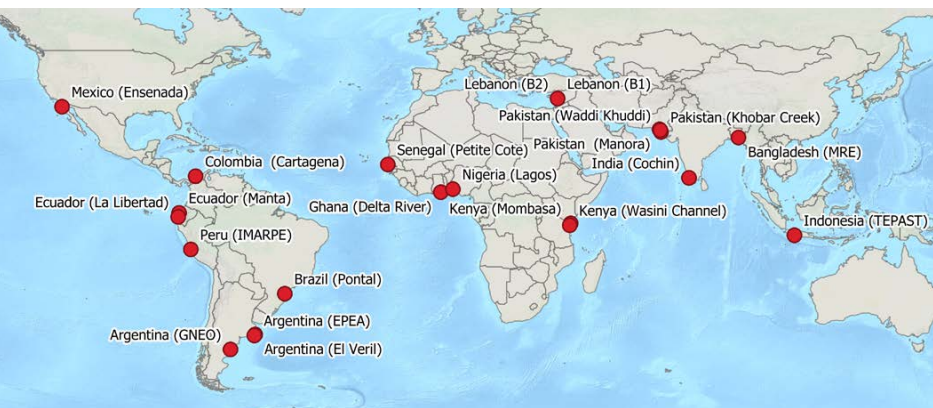 Mexico (Ensenada)
Lebanon (B2)
Lebanon (B1)
Pakistan (Waddi Khuddi)
Pakistan (Khobar Creek)
Senegal (Petite Cote)
Pakistan (Manora)
Bangladesh (MRE)
Colombia (Cartagena)
India (Cochin)
Nigeria (Lagos)
Ecuador (La Libertad)
Ecuador (Manta)
Ghana (Delta River)
Kenya (Mombasa)
Kenya (Wasini Channel)
Indonesia (TEPAST)
Peru (IMARPE)
Brazil (Pontal)
Argentina (EPEA)
Argentina (GNEO)
Argentina (El Veril)